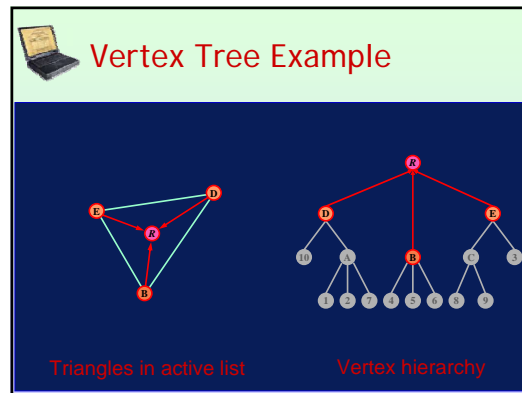 Vertex Tree Example
R
D
E
D
E
R
10
A
B
C
3
B
1
2
7
4
5
6
8
9
Triangles in active list
Vertex hierarchy